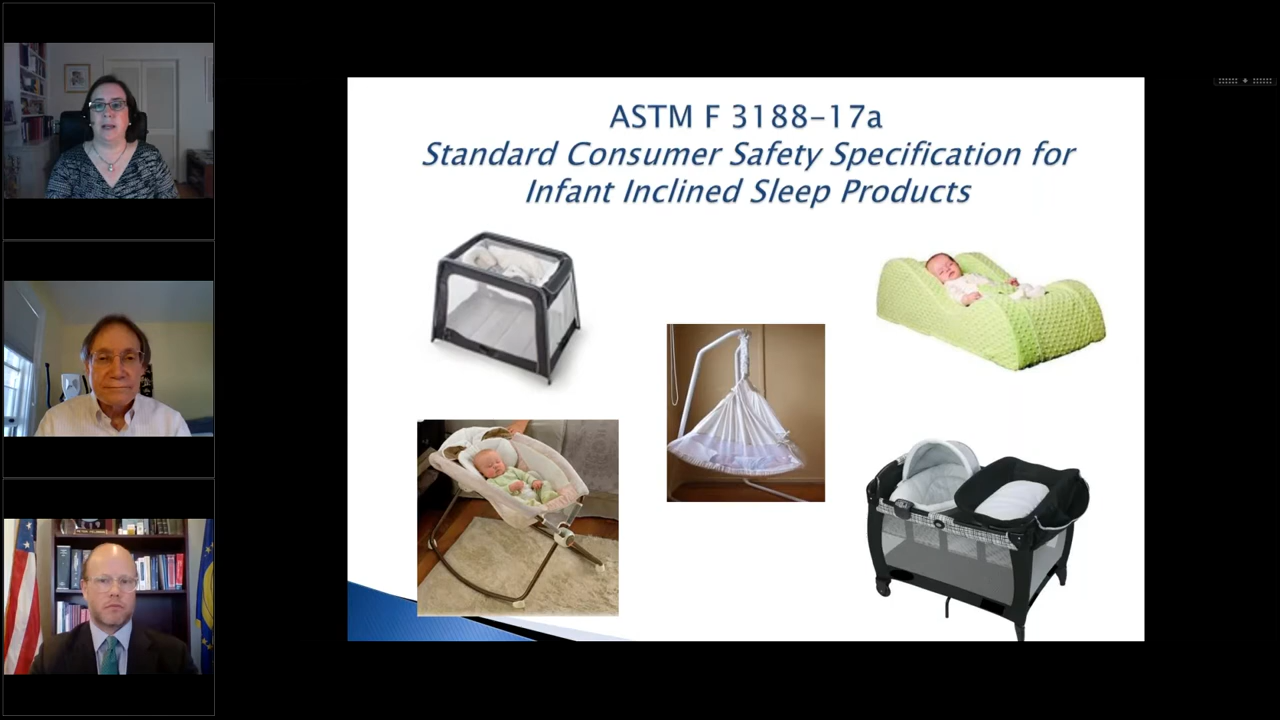 ASTM F 3188-17a
Standard Consumer Safety Specification for
Infant Inclined Sleep Products